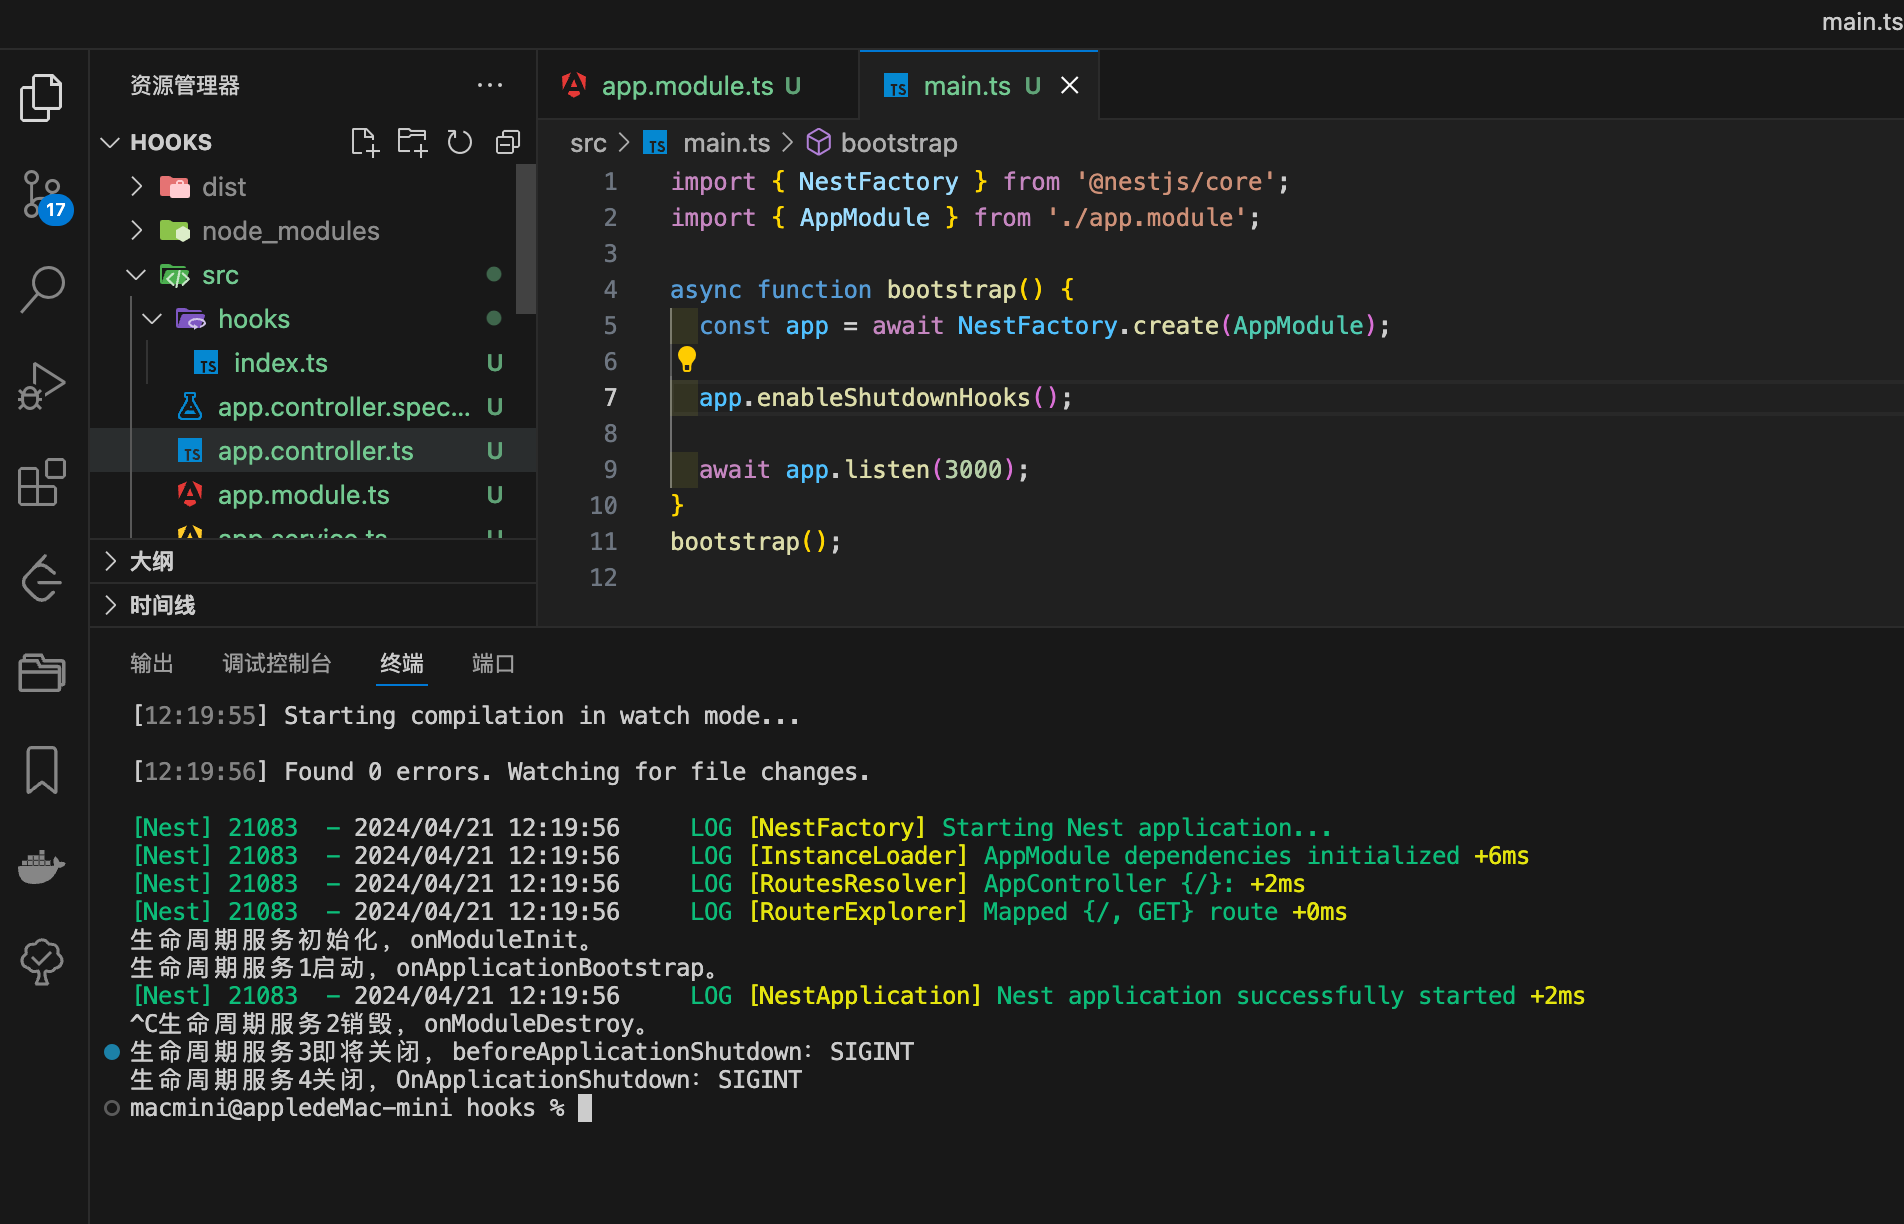 main.ts
资源管理器
HOOKS
dist
node_modules
src
hooks
index.ts U
app.controller.spec... U
app.controller.ts U
app.module.ts U
app.service.ts U
大纲
时间线
17
app.module.ts U
main.ts U
src > TS main.ts > bootstrap
1 import { NestFactory } from '@nestjs/core';
2 import { AppModule } from './app.module';
3
4 async function bootstrap() {
5 const app = await NestFactory.create(AppModule);
6
7 app.enableShutdownHooks();
8
9 await app.listen(3000);
10 }
11 bootstrap();
12
输出 调试控制台 终端 端口
[12:19:55] Starting compilation in watch mode...
[12:19:56] Found 0 errors. Watching for file changes.
[Nest] 21083  - 2024/04/21 12:19:56     LOG [NestFactory] Starting Nest application...
[Nest] 21083  - 2024/04/21 12:19:56     LOG [InstanceLoader] AppModule dependencies initialized +6ms
[Nest] 21083  - 2024/04/21 12:19:56     LOG [RoutesResolver] AppController {/}: +2ms
[Nest] 21083  - 2024/04/21 12:19:56     LOG [RouterExplorer] Mapped {/, GET} route +0ms
生命周期服务初始化，onModuleInit。
生命周期服务1启动，onApplicationBootstrap。
[Nest] 21083  - 2024/04/21 12:19:56     LOG [NestApplication] Nest application successfully started +2ms
^C生命周期服务2销毁，onModuleDestroy。
生命周期服务3即将关闭，beforeApplicationShutdown：SIGINT
生命周期服务4关闭，OnApplicationShutdown：SIGINT
macmini@appledeMac-mini hooks %